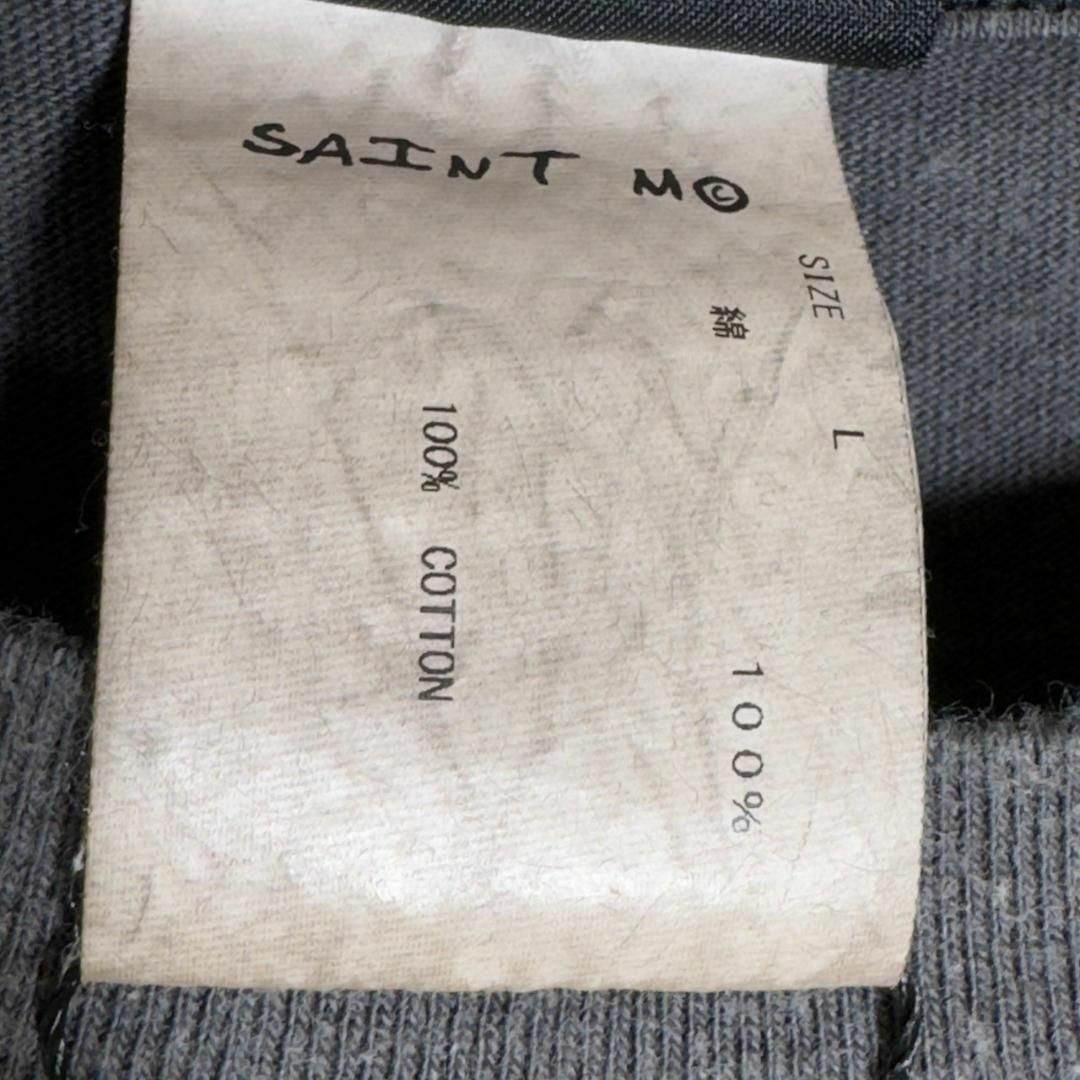 SAINT M©
SIZE L
綿 100%
100% COTTON